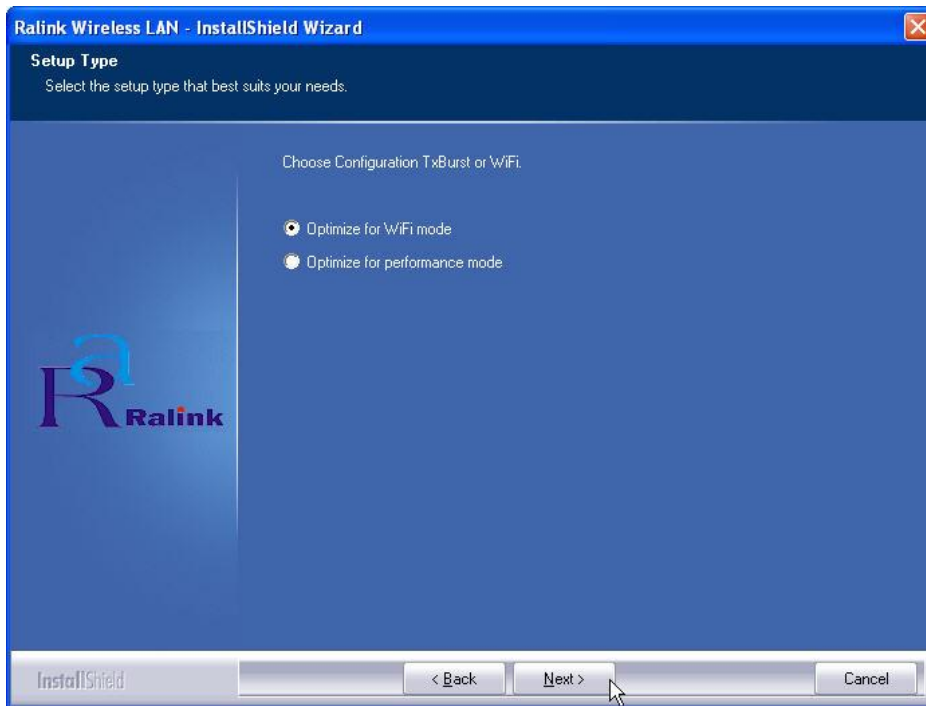 Ralink Wireless LAN - InstallShield Wizard
Setup Type
Select the setup type that best suits your needs.
Choose Configuration TxBurst or WiFi.
Optimize for WiFi mode
Optimize for performance mode
Ra
Ralink
InstallShield
< Back
Next >
Cancel